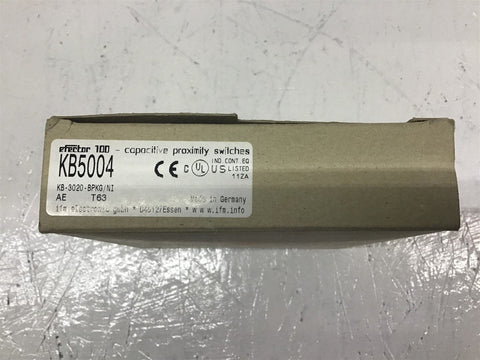 efector 100 - capacitive proximity switches
KB5004
CE C UL US IND.CONT.EQ
LISTED
11ZA
KB-3020-BPKG/NI
AE T63 Made in Germany
ifm electronic gmbh * D4512/Essen * www.ifm.info